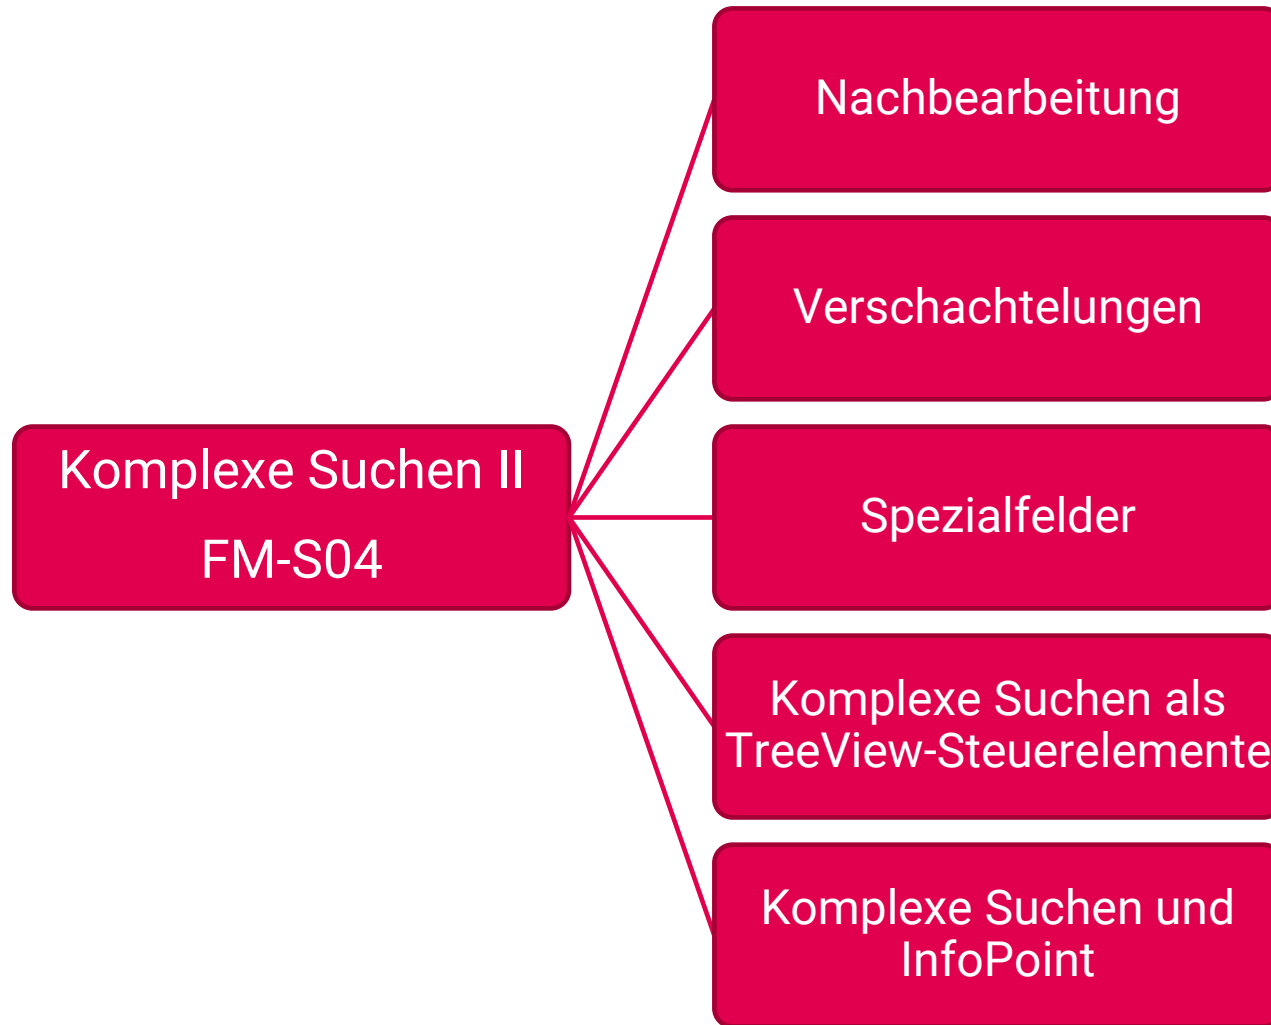 Nachbearbeitung
Verschachtelungen
Komplexe Suchen II
FM-S04
Spezialfelder
Komplexe Suchen als
TreeView-Steuerelemente
Komplexe Suchen und
InfoPoint